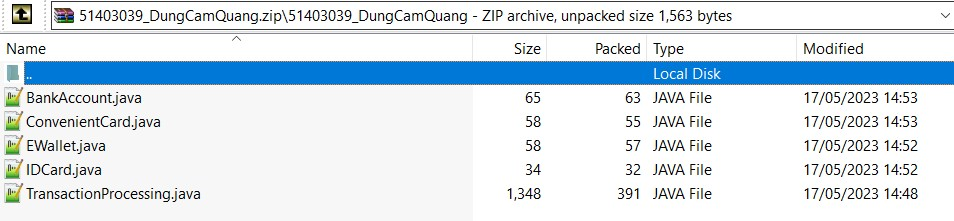 51403039_DungCamQuang.zip\51403039_DungCamQuang - ZIP archive, unpacked size 1,563 bytes
Name Size Packed Type Modified
.. Local Disk
BankAccount.java 65 63 JAVA File 17/05/2023 14:53
ConvenientCard.java 58 55 JAVA File 17/05/2023 14:53
EWallet.java 58 57 JAVA File 17/05/2023 14:52
IDCard.java 34 32 JAVA File 17/05/2023 14:52
TransactionProcessing.java 1,348 391 JAVA File 17/05/2023 14:48